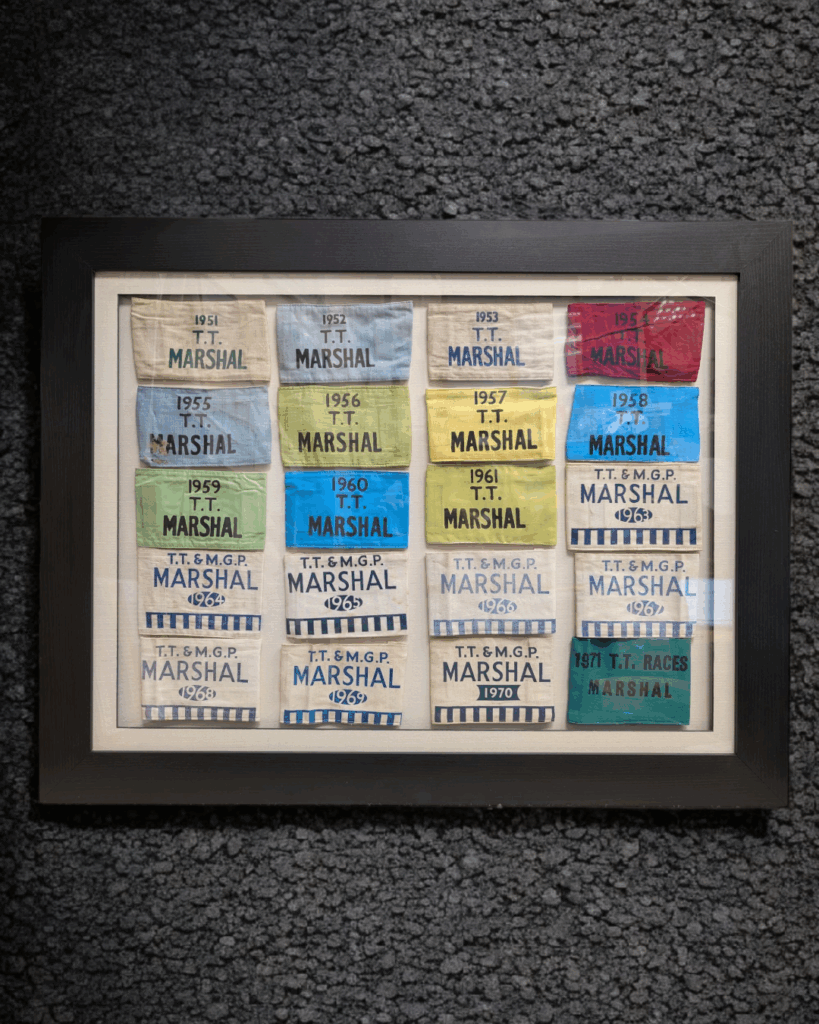 1951
T.T.
MARSHAL
1952
T.T.
MARSHAL
1953
T.T.
MARSHAL
1954
T.T.
MARSHAL
1955
T.T.
MARSHAL
1956
T.T.
MARSHAL
1957
T.T.
MARSHAL
1958
T.T.
MARSHAL
1959
T.T.
MARSHAL
1960
T.T.
MARSHAL
1961
T.T.
MARSHAL
T.T. & M.G.P.
MARSHAL
1963
T.T. & M.G.P.
MARSHAL
1964
T.T. & M.G.P.
MARSHAL
1965
T.T. & M.G.P.
MARSHAL
1966
T.T. & M.G.P.
MARSHAL
1967
T.T. & M.G.P.
MARSHAL
1968
T.T. & M.G.P.
MARSHAL
1969
T.T. & M.G.P.
MARSHAL
1970
1971 T.T. RACES
MARSHAL